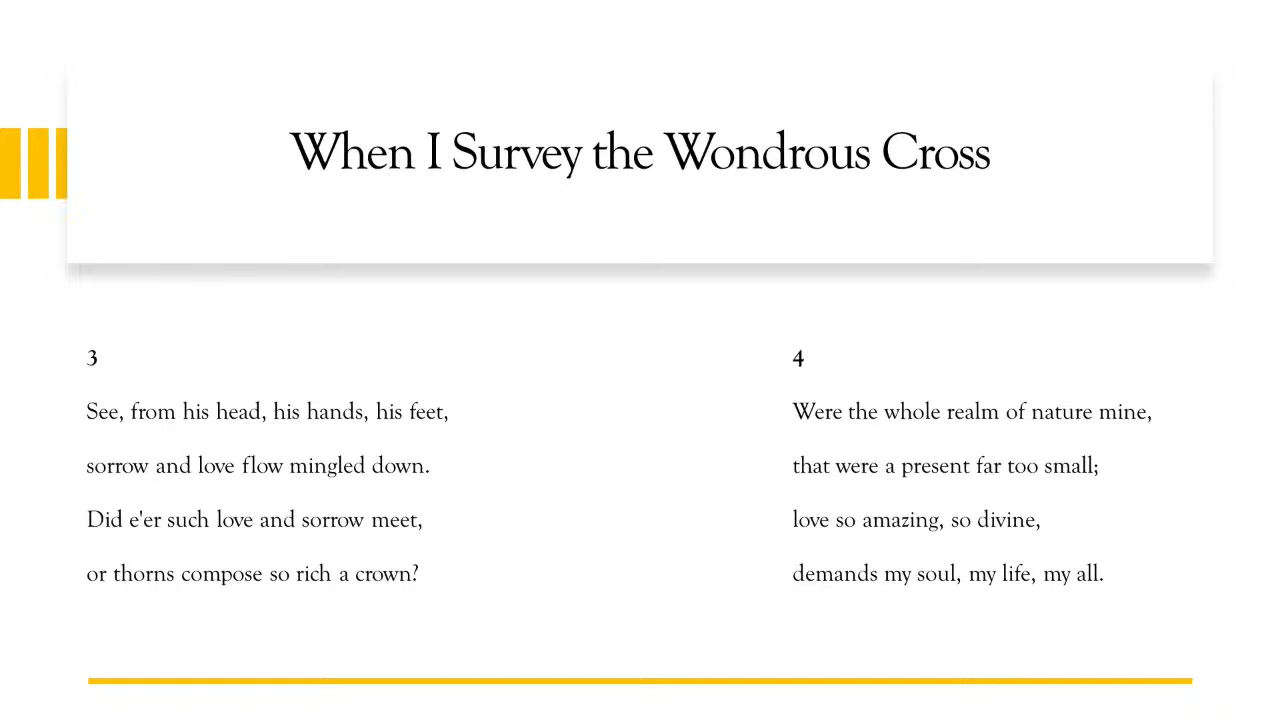 When I Survey the Wondrous Cross
3
See, from his head, his hands, his feet,
sorrow and love flow mingled down.
Did e'er such love and sorrow meet,
or thorns compose so rich a crown?
4
Were the whole realm of nature mine,
that were a present far too small;
love so amazing, so divine,
demands my soul, my life, my all.